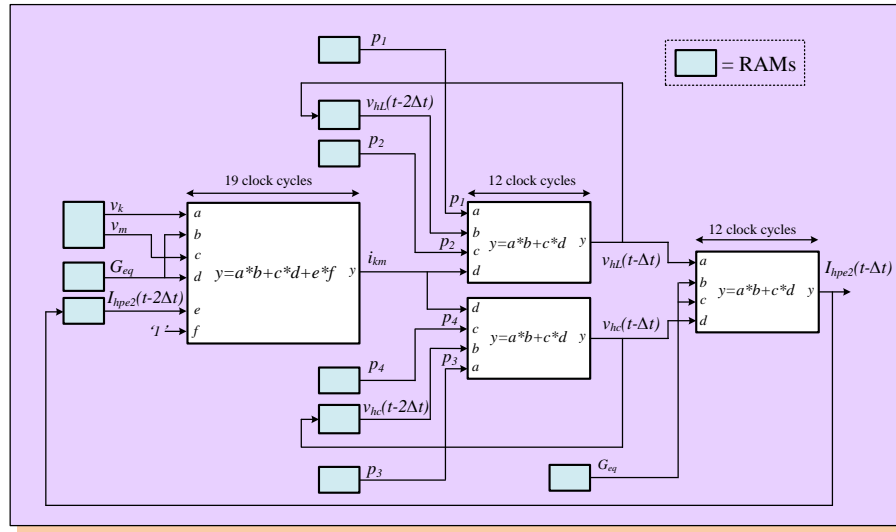 p1
= RAMs
vhL(t-2Δt)
p2
19 clock cycles
12 clock cycles
p1
a
b
p2
c
d
y=a*b+c*d
y
vhL(t-Δt)
vk
vm
Geq
Ihpe2(t-2Δt)
‘1’
a
b
c
d
e
f
y=a*b+c*d+e*f
y
ikm
12 clock cycles
a
b
c
d
y=a*b+c*d
y
Ihpe2(t-Δt)
d
c
b
a
p4
p3
y=a*b+c*d
y
vhc(t-Δt)
p4
vhc(t-2Δt)
p3
Geq